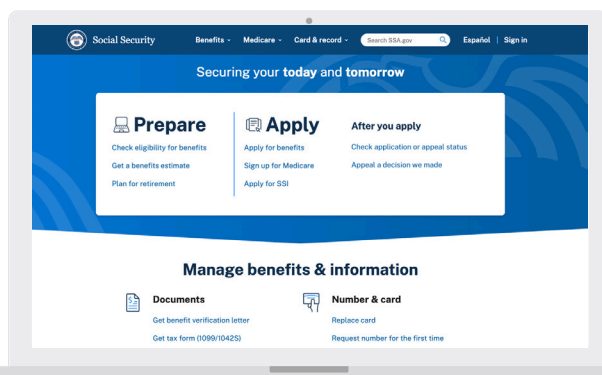 Social Security
Benefits
Medicare
Card & record
Search SSA.gov
Español | Sign in
Securing your today and tomorrow
Prepare
Check eligibility for benefits
Get a benefits estimate
Plan for retirement
Apply
Apply for benefits
Sign up for Medicare
Apply for SSI
After you apply
Check application or appeal status
Appeal a decision we made
Manage benefits & information
Documents
Get benefit verification letter
Get tax form (1099/1042S)
Number & card
Replace card
Request number for the first time